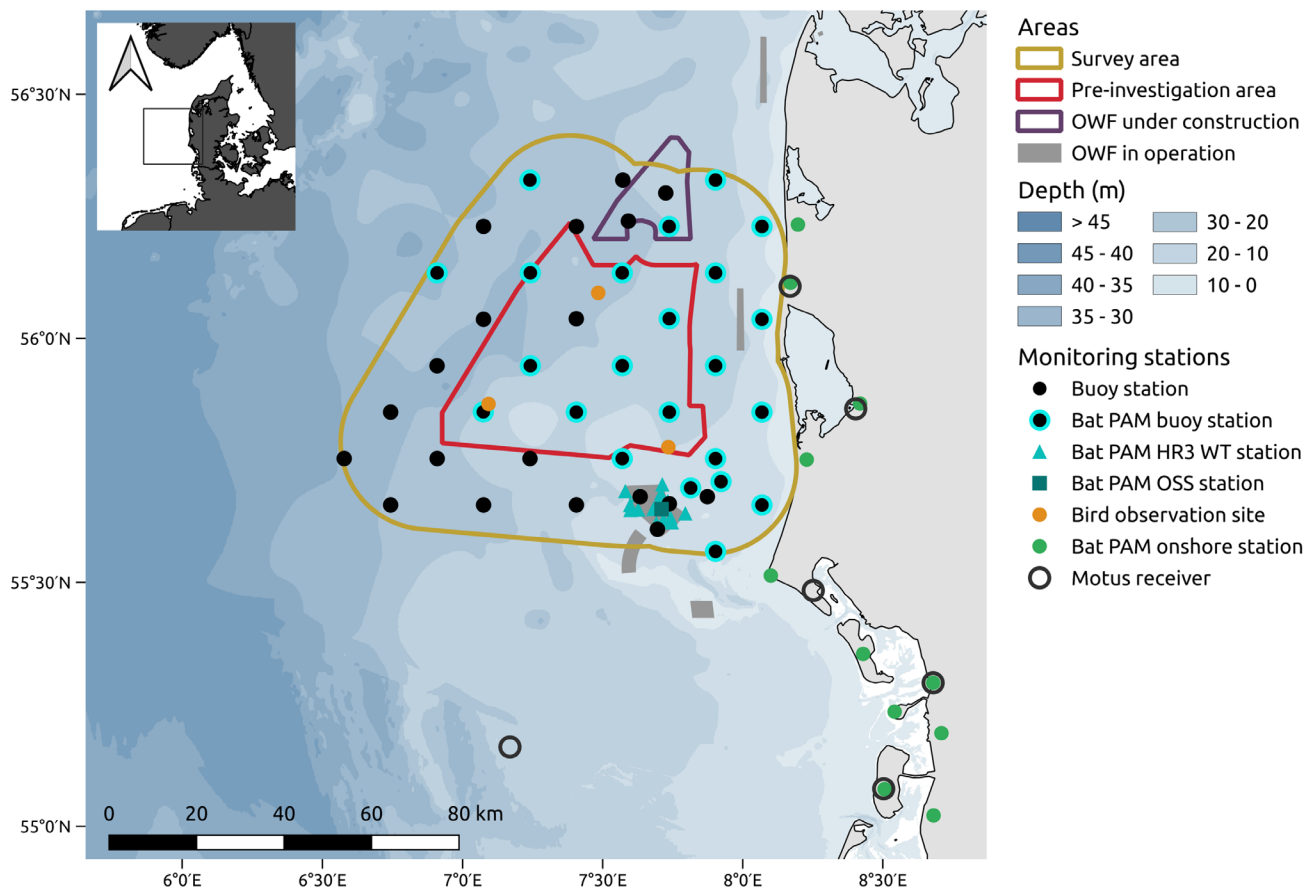 56°30′N
56°0′N
55°30′N
55°0′N
0 20 40 60 80 km
6°0′E 6°30′E 7°0′E 7°30′E 8°0′E 8°30′E
Areas
Survey area
Pre-investigation area
OWF under construction
OWF in operation
Depth (m)
> 45 30 - 20
45 - 40 20 - 10
40 - 35 10 - 0
35 - 30
Monitoring stations
Buoy station
Bat PAM buoy station
Bat PAM HR3 WT station
Bat PAM OSS station
Bird observation site
Bat PAM onshore station
Motus receiver